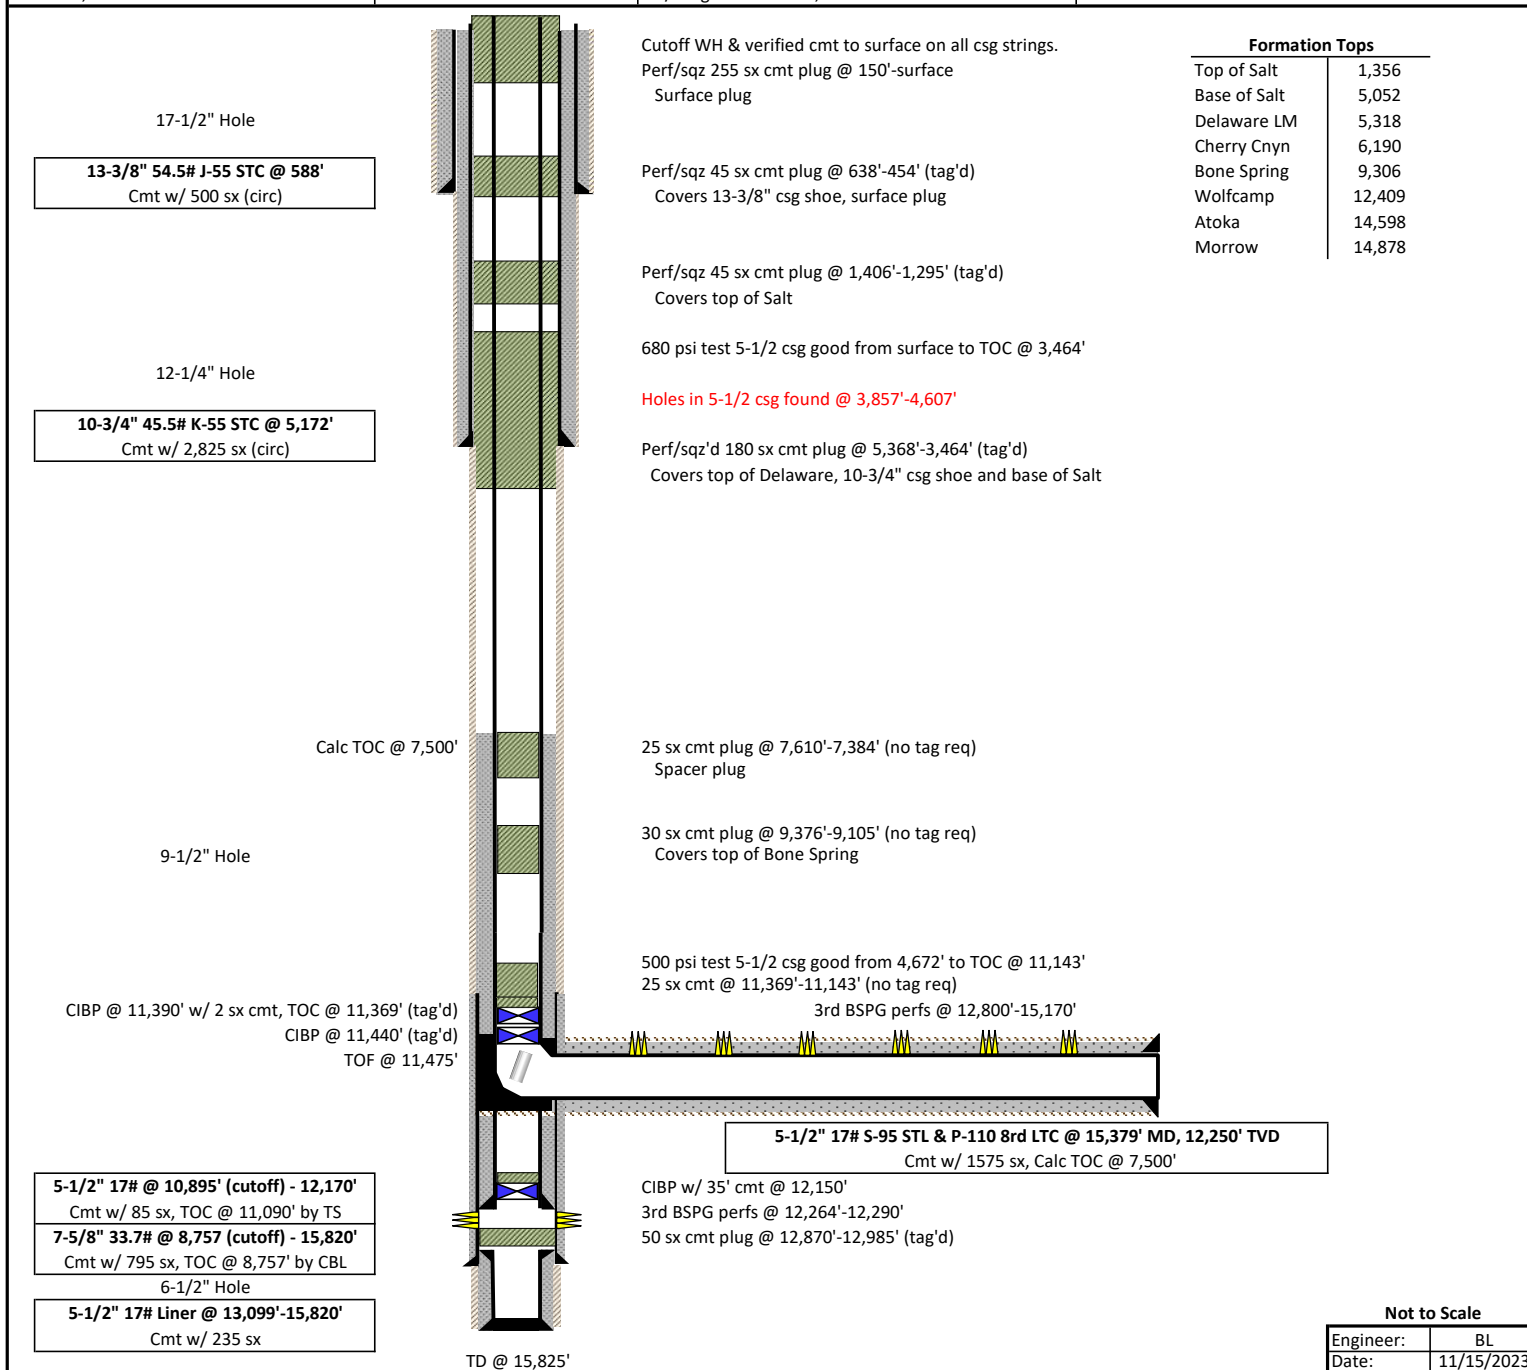 Cutoff WH & verified cmt to surface on all csg strings.
Perf/sqz 255 sx cmt plug @ 150'-surface
Surface plug
Formation Tops
Top of Salt 1,356
Base of Salt 5,052
Delaware LM 5,318
Cherry Cnyn 6,190
Bone Spring 9,306
Wolfcamp 12,409
Atoka 14,598
Morrow 14,878
17-1/2" Hole
13-3/8" 54.5# J-55 STC @ 588'
Cmt w/ 500 sx (circ)
Perf/sqz 45 sx cmt plug @ 638'-454' (tag'd)
Covers 13-3/8" csg shoe, surface plug
Perf/sqz 45 sx cmt plug @ 1,406'-1,295' (tag'd)
Covers top of Salt
680 psi test 5-1/2 csg good from surface to TOC @ 3,464'
12-1/4" Hole
Holes in 5-1/2 csg found @ 3,857'-4,607'
10-3/4" 45.5# K-55 STC @ 5,172'
Cmt w/ 2,825 sx (circ)
Perf/sqz'd 180 sx cmt plug @ 5,368'-3,464' (tag'd)
Covers top of Delaware, 10-3/4" csg shoe and base of Salt
Calc TOC @ 7,500'
25 sx cmt plug @ 7,610'-7,384' (no tag req)
Spacer plug
30 sx cmt plug @ 9,376'-9,105' (no tag req)
Covers top of Bone Spring
9-1/2" Hole
500 psi test 5-1/2 csg good from 4,672' to TOC @ 11,143'
25 sx cmt @ 11,369'-11,143' (no tag req)
CIBP @ 11,390' w/ 2 sx cmt, TOC @ 11,369' (tag'd)
3rd BSPG perfs @ 12,800'-15,170'
CIBP @ 11,440' (tag'd)
TOF @ 11,475'
5-1/2" 17# S-95 STL & P-110 8rd LTC @ 15,379' MD, 12,250' TVD
Cmt w/ 1575 sx, Calc TOC @ 7,500'
5-1/2" 17# @ 10,895' (cutoff) - 12,170'
Cmt w/ 85 sx, TOC @ 11,090' by TS
7-5/8" 33.7# @ 8,757 (cutoff) - 15,820'
Cmt w/ 795 sx, TOC @ 8,757' by CBL
CIBP w/ 35' cmt @ 12,150'
3rd BSPG perfs @ 12,264'-12,290'
50 sx cmt plug @ 12,870'-12,985' (tag'd)
6-1/2" Hole
5-1/2" 17# Liner @ 13,099'-15,820'
Cmt w/ 235 sx
TD @ 15,825'
Not to Scale
Engineer: BL
Date: 11/15/2023